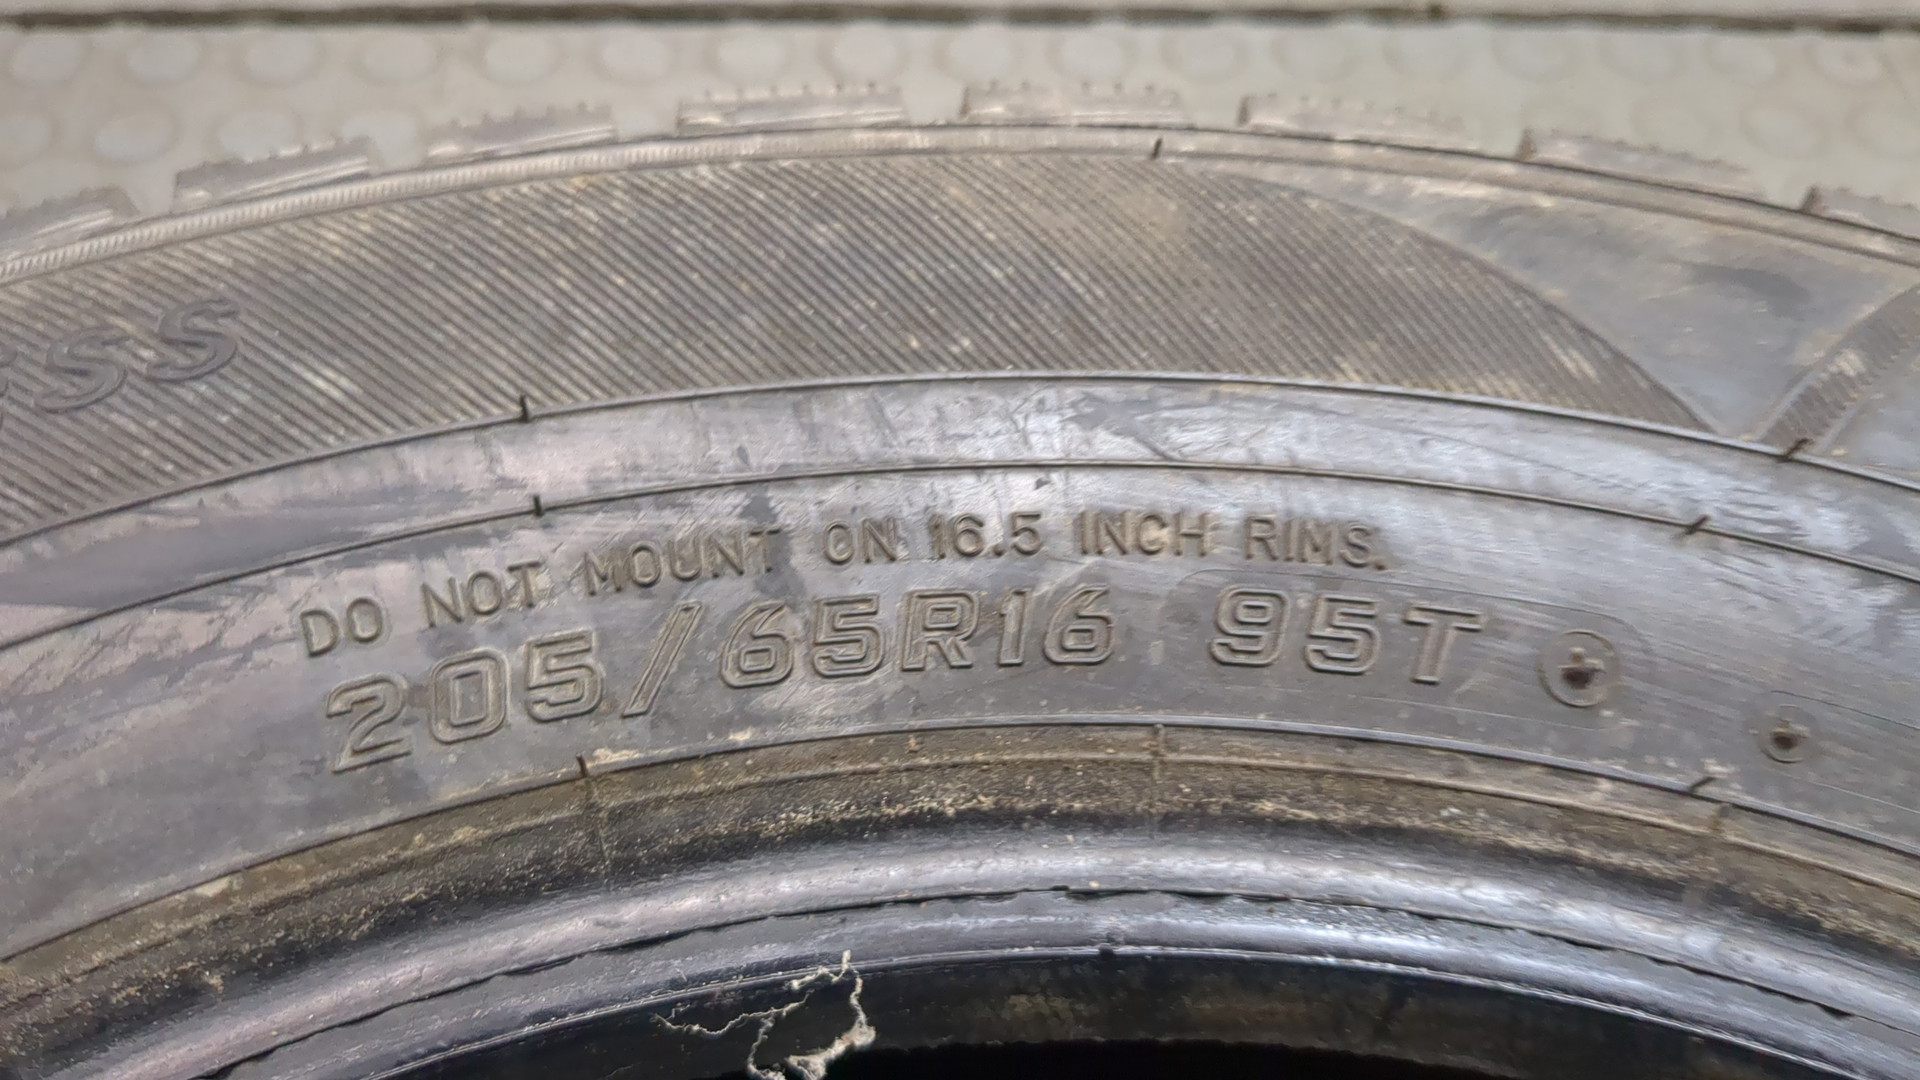 DO NOT MOUNT ON 16.5 INCH RIMS.
205/65R16 95T